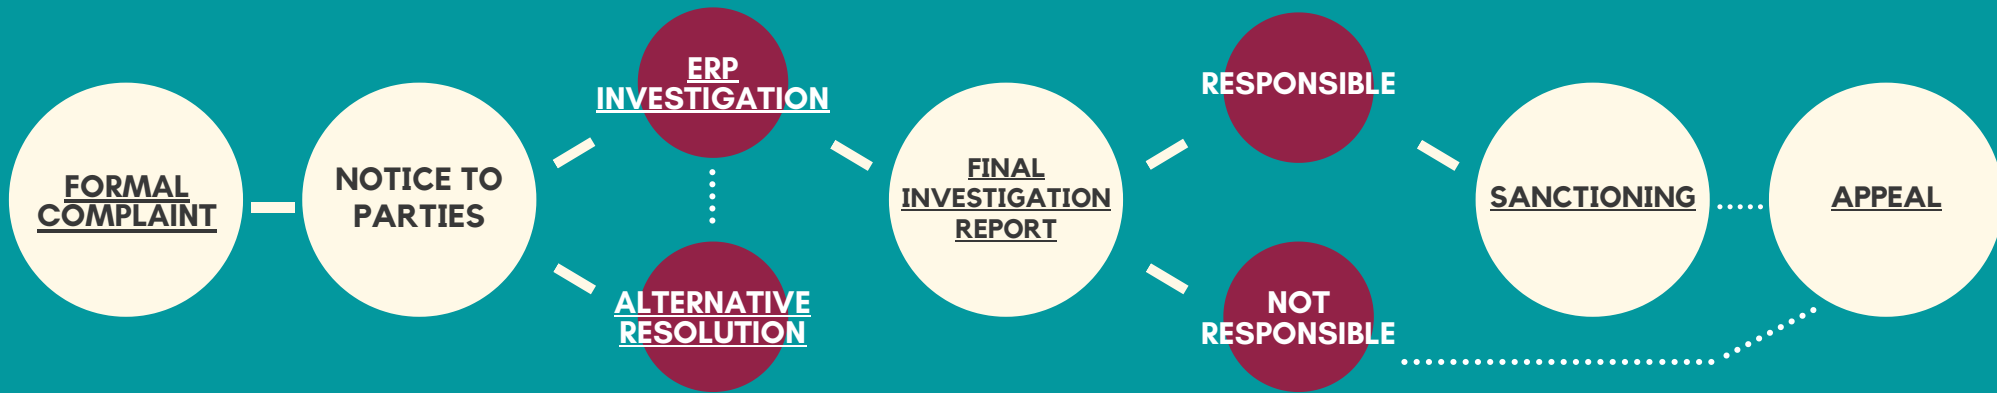 FORMAL
COMPLAINT
NOTICE TO
PARTIES
ERP
INVESTIGATION
ALTERNATIVE
RESOLUTION
FINAL
INVESTIGATION
REPORT
RESPONSIBLE
NOT
RESPONSIBLE
SANCTIONING
APPEAL